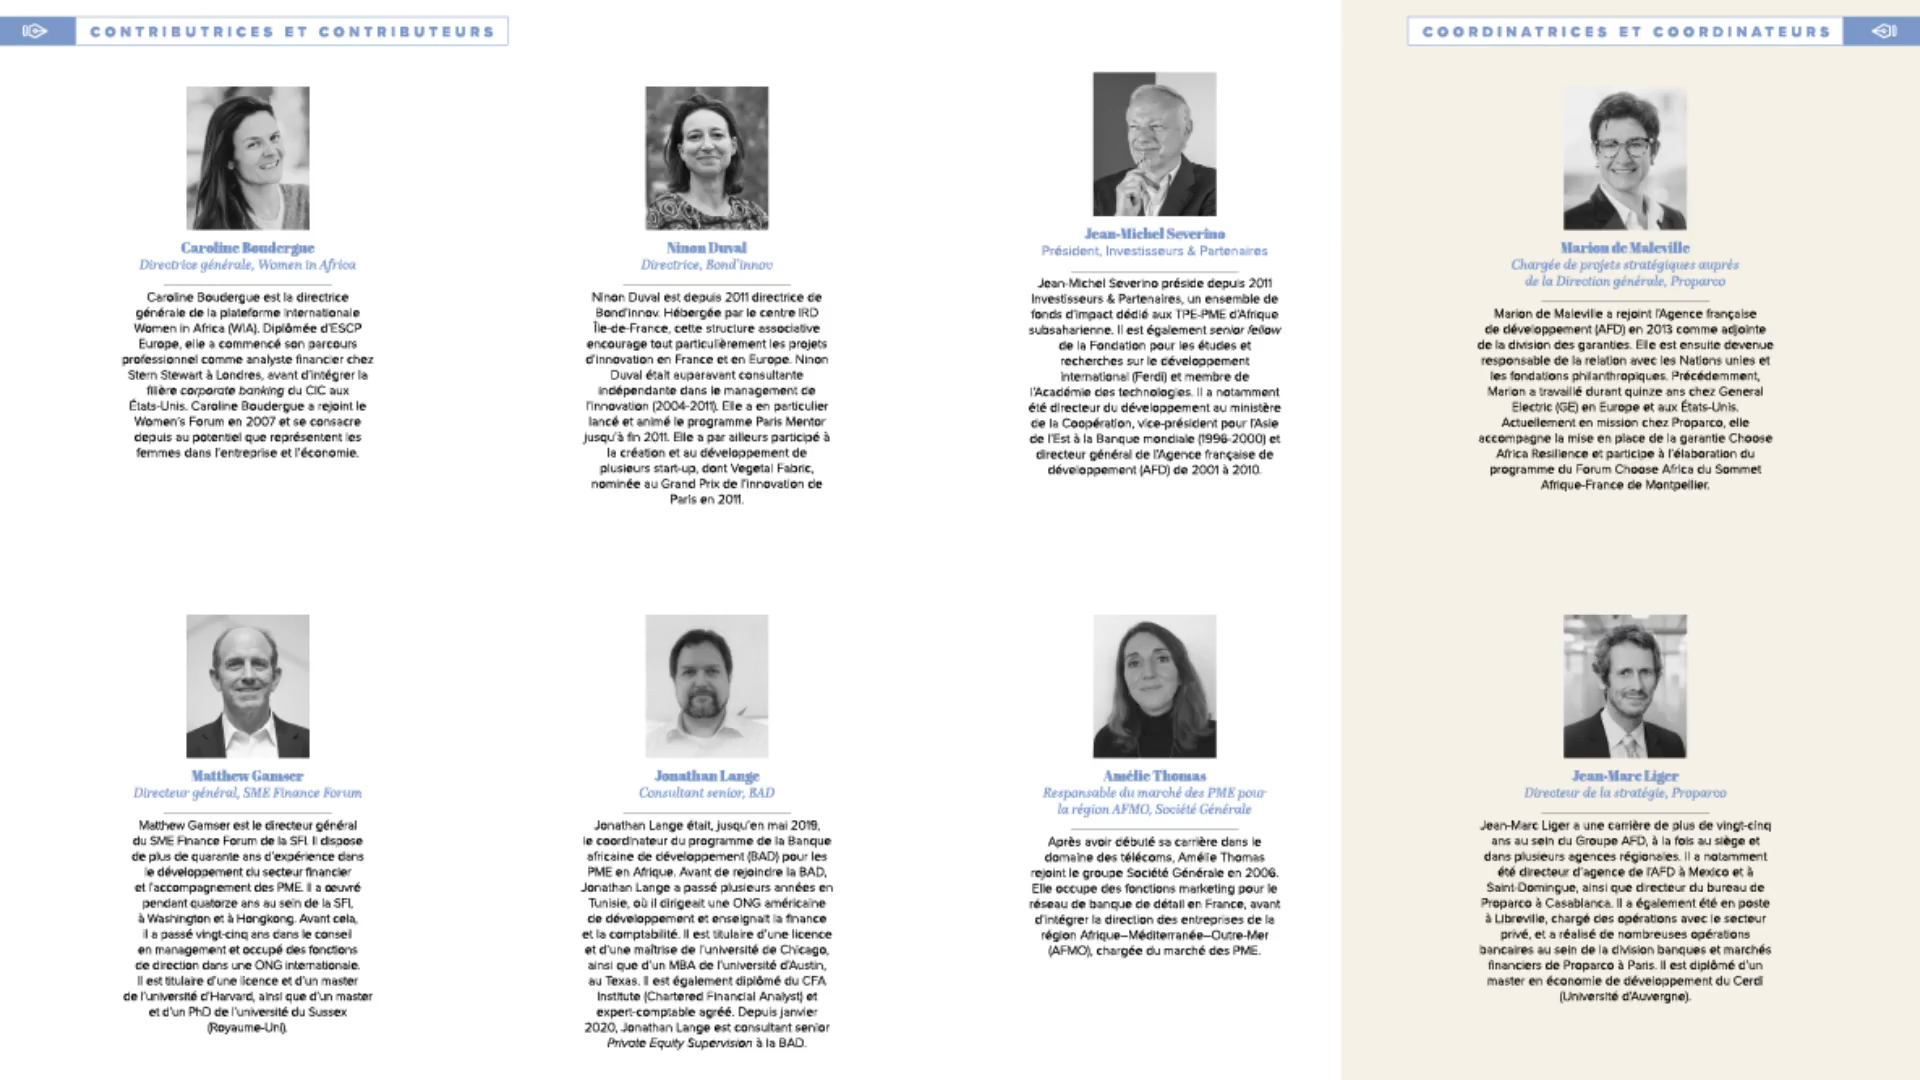 CONTRIBUTRICES ET CONTRIBUTEURS
Caroline Boudergue
Directrice générale, Women in Africa
Caroline Boudergue est la directrice
générale de la plateforme internationale
Women in Africa (WIA). Diplômée d'ESCP
Europe, elle a commencé son parcours
professionnel comme analyste financier chez
Stern Stewart à Londres, avant d'intégrer la
filière corporate banking du CIC aux
États-Unis. Caroline Boudergue a rejoint le
Women's Forum en 2007 et se consacre
depuis au potentiel que représentent les
femmes dans l'entreprise et l'économie.
Ninon Duval
Directrice, Bond'innov
Ninon Duval est depuis 2011 directrice de
Bond'innov. Hébergée par le centre IRD
Île-de-France, cette structure associative
encourage tout particulièrement les projets
d'innovation en France et en Europe. Ninon
Duval était auparavant consultante
indépendante dans le management de
l'innovation (2004-2011). Elle a en particulier
lancé et animé le programme Paris Mentor
jusqu'à fin 2011. Elle a par ailleurs participé à
la création et au développement de
plusieurs start-up, dont Vegetal Fabric,
nominée au Grand Prix de l'innovation de
Paris en 2011.
Jean-Michel Severino
Président, Investisseurs & Partenaires
Jean-Michel Severino préside depuis 2011
Investisseurs & Partenaires, un ensemble de
fonds d'impact dédié aux TPE-PME d'Afrique
subsaharienne. Il est également senior fellow
de la Fondation pour les études et
recherches sur le développement
international (Ferdi) et membre de
l'Académie des technologies. Il a notamment
été directeur du développement au ministère
de la Coopération, vice-président pour l'Asie
de l'Est à la Banque mondiale (1996-2000) et
directeur général de l'Agence française de
développement (AFD) de 2001 à 2010.
Matthew Gamser
Directeur général, SME Finance Forum
Matthew Gamser est le directeur général
du SME Finance Forum de la SFI. Il dispose
de plus de quarante ans d'expérience dans
le développement du secteur financier
et l'accompagnement des PME. Il a œuvré
pendant quatorze ans au sein de la SFI,
à Washington et à Hongkong. Avant cela,
il a passé vingt-cinq ans dans le conseil
en management et occupé des fonctions
de direction dans une ONG internationale.
Il est titulaire d'une licence et d'un master
de l'université d'Harvard, ainsi que d'un master
et d'un PhD de l'université du Sussex
(Royaume-Uni).
Jonathan Lange
Consultant senior, BAD
Jonathan Lange était, jusqu'en mai 2019,
le coordinateur du programme de la Banque
africaine de développement (BAD) pour les
PME en Afrique. Avant de rejoindre la BAD,
Jonathan Lange a passé plusieurs années en
Tunisie, où il dirigeait une ONG américaine
de développement et enseignait la finance
et la comptabilité. Il est titulaire d'une licence
et d'une maîtrise de l'université de Chicago,
ainsi que d'un MBA de l'université d'Austin,
au Texas. Il est également diplômé du CFA
Institute (Chartered Financial Analyst) et
expert-comptable agréé. Depuis janvier
2020, Jonathan Lange est consultant senior
Private Equity Supervision à la BAD.
Amélie Thomas
Responsable du marché des PME pour
la région AFMO, Société Générale
Après avoir débuté sa carrière dans le
domaine des télécoms, Amélie Thomas
rejoint le groupe Société Générale en 2006.
Elle occupe des fonctions marketing pour le
réseau de banque de détail en France, avant
d'intégrer la direction des entreprises de la
région Afrique–Méditerranée–Outre-Mer
(AFMO), chargée du marché des PME.
COORDINATRICES ET COORDINATEURS
Marion de Maleville
Chargée de projets stratégiques auprès
de la Direction générale, Proparco
Marion de Maleville a rejoint l'Agence française
de développement (AFD) en 2013 comme adjointe
de la division des garanties. Elle est ensuite devenue
responsable de la relation avec les Nations unies et
les fondations philanthropiques. Précédemment,
Marion a travaillé durant quinze ans chez General
Electric (GE) en Europe et aux États-Unis.
Actuellement en mission chez Proparco, elle
accompagne la mise en place de la garantie Choose
Africa Resilience et participe à l'élaboration du
programme du Forum Choose Africa du Sommet
Afrique-France de Montpellier.
Jean-Marc Liger
Directeur de la stratégie, Proparco
Jean-Marc Liger a une carrière de plus de vingt-cinq
ans au sein du Groupe AFD, à la fois au siège et
dans plusieurs agences régionales. Il a notamment
été directeur d'agence de l'AFD à Mexico et à
Saint-Domingue, ainsi que directeur du bureau de
Proparco à Casablanca. Il a également été en poste
à Libreville, chargé des opérations avec le secteur
privé, et a réalisé de nombreuses opérations
bancaires au sein de la division banques et marchés
financiers de Proparco à Paris. Il est diplômé d'un
master en économie de développement du Cerdi
(Université d'Auvergne).